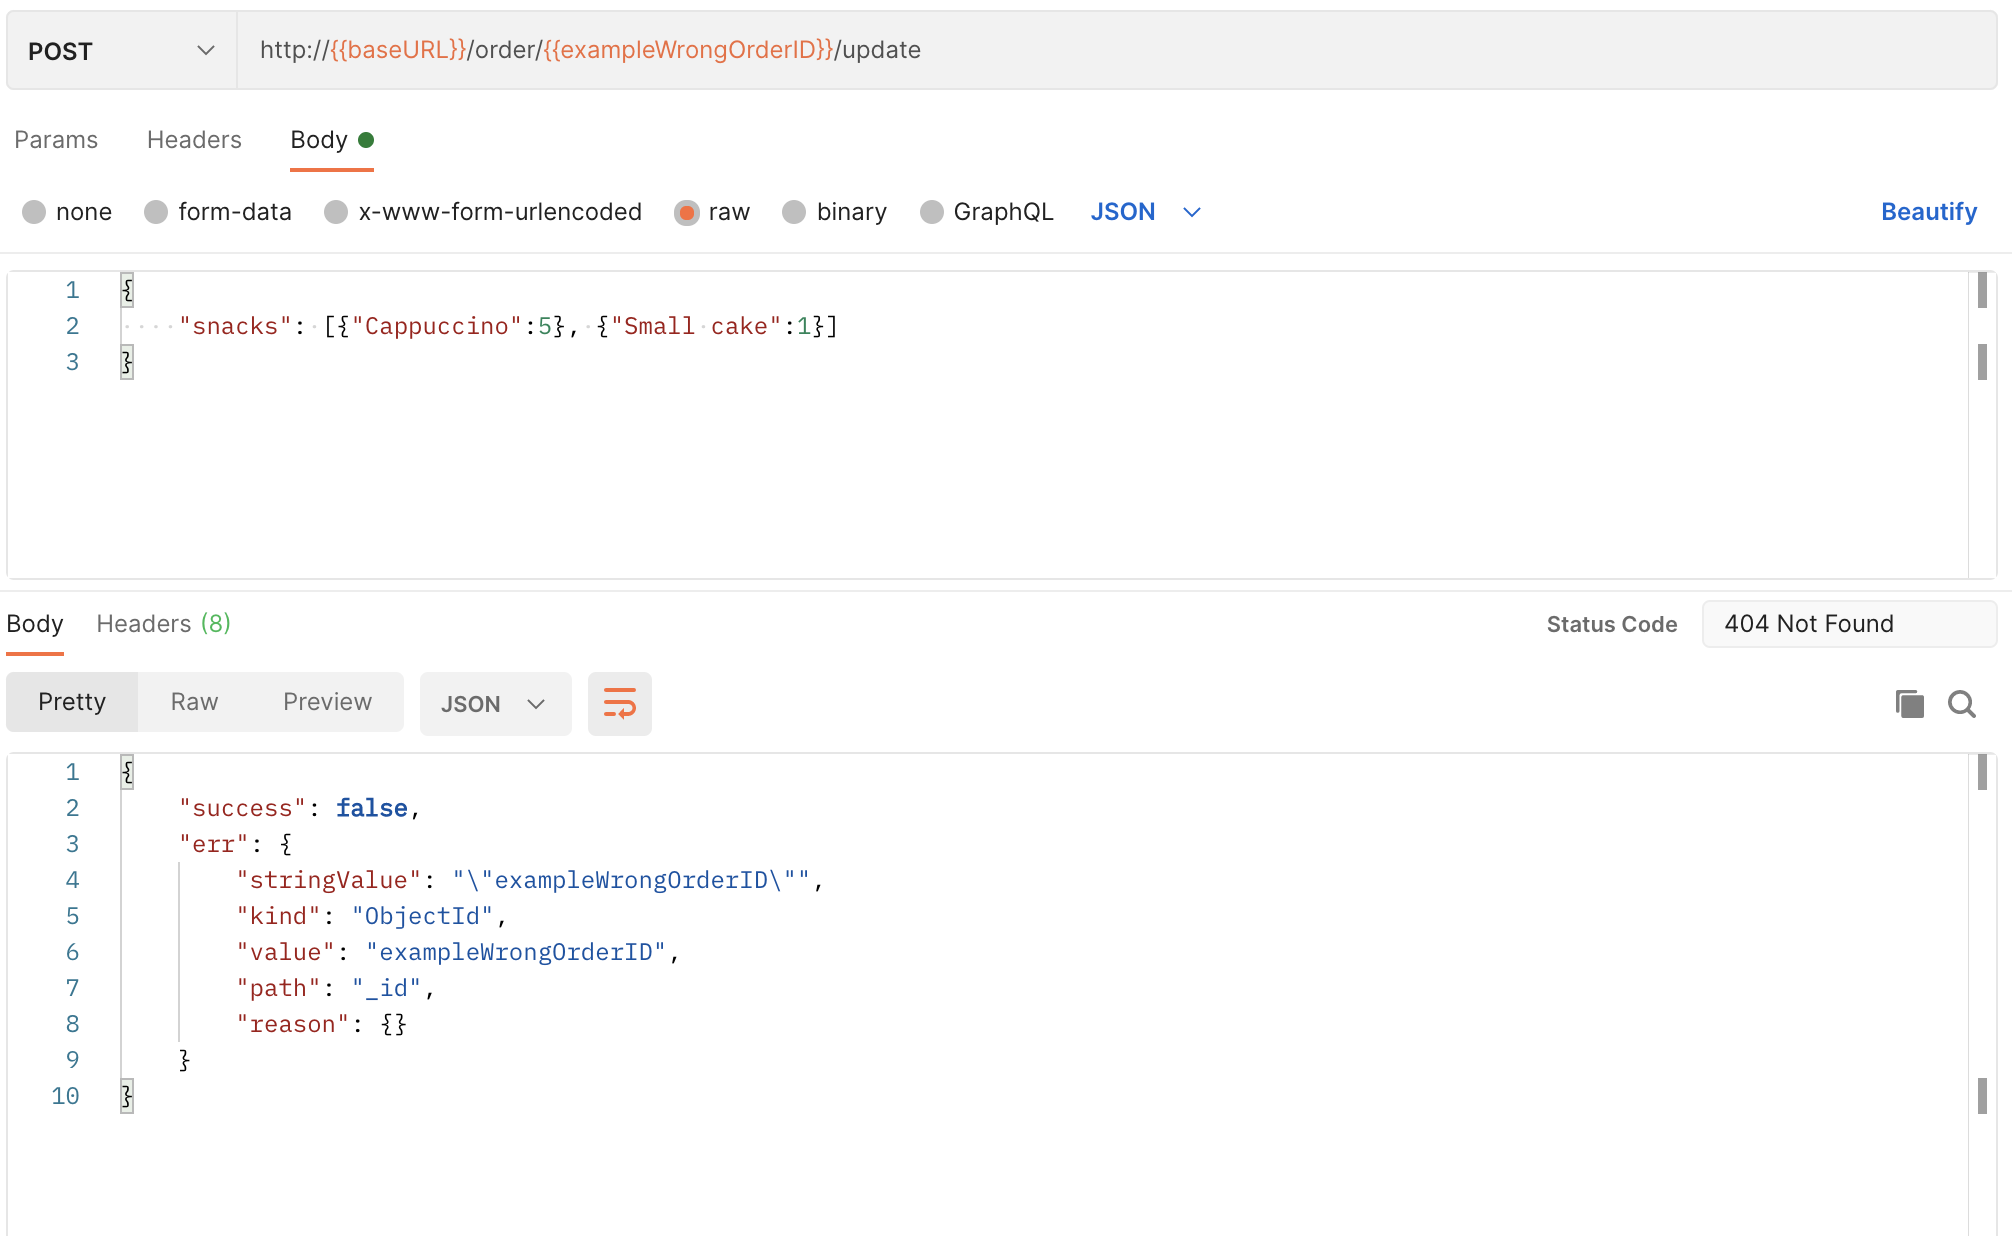 POST http://{{baseURL}}/order/{{exampleWrongOrderID}}/update
Params Headers Body
none form-data x-www-form-urlencoded raw binary GraphQL JSON Beautify
1 {
2 "snacks": [{"Cappuccino":5}, {"Small cake":1}]
3 }
Body Headers (8) Status Code 404 Not Found
Pretty Raw Preview JSON
1 {
2 "success": false,
3 "err": {
4 "stringValue": "\"exampleWrongOrderID\"",
5 "kind": "ObjectId",
6 "value": "exampleWrongOrderID",
7 "path": "_id",
8 "reason": {}
9 }
10 }